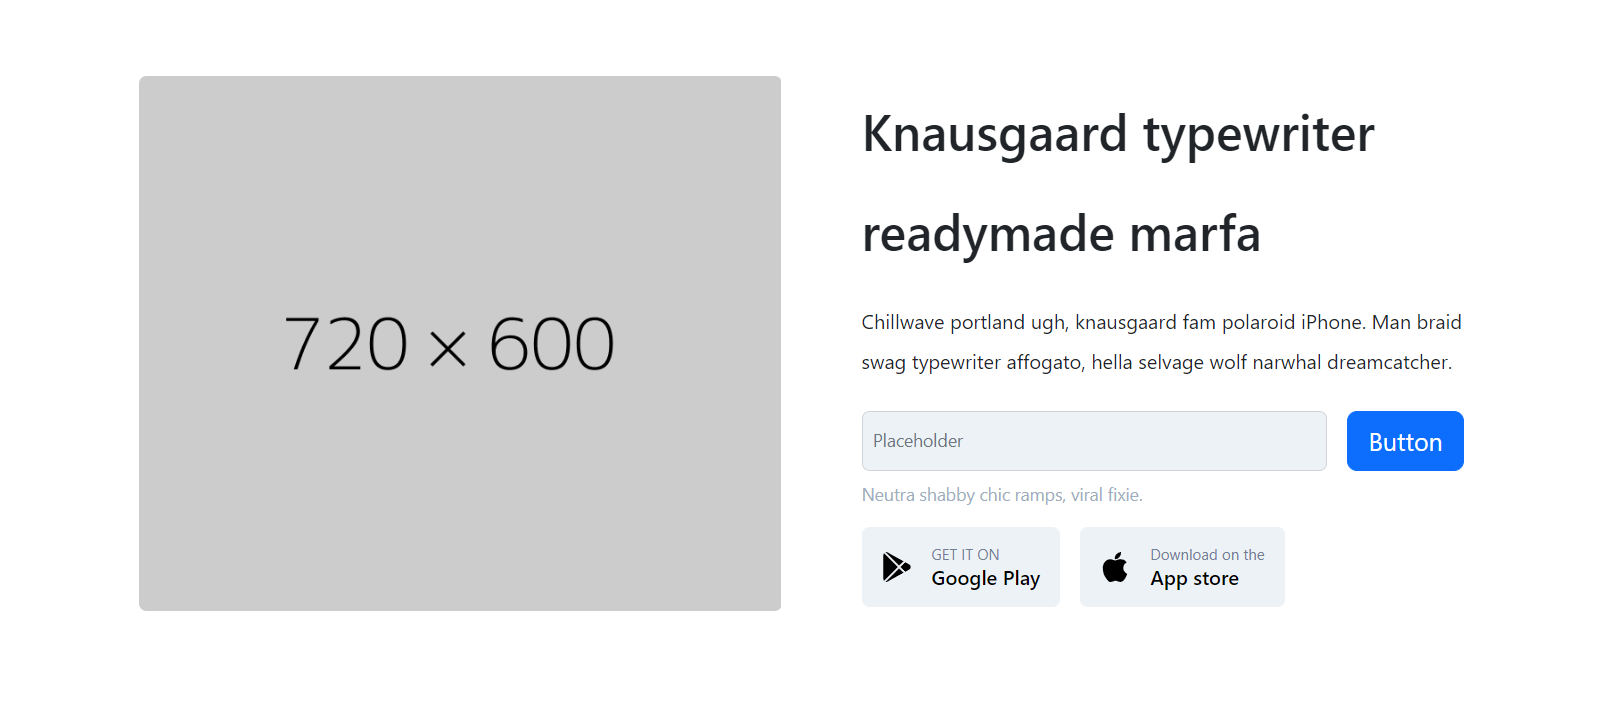 720 × 600
Knausgaard typewriter
readymade marfa
Chillwave portland ugh, knausgaard fam polaroid iPhone. Man braid
swag typewriter affogato, hella selvage wolf narwhal dreamcatcher.
Placeholder
Button
Neutra shabby chic ramps, viral fixie.
GET IT ON
Google Play
Download on the
App store